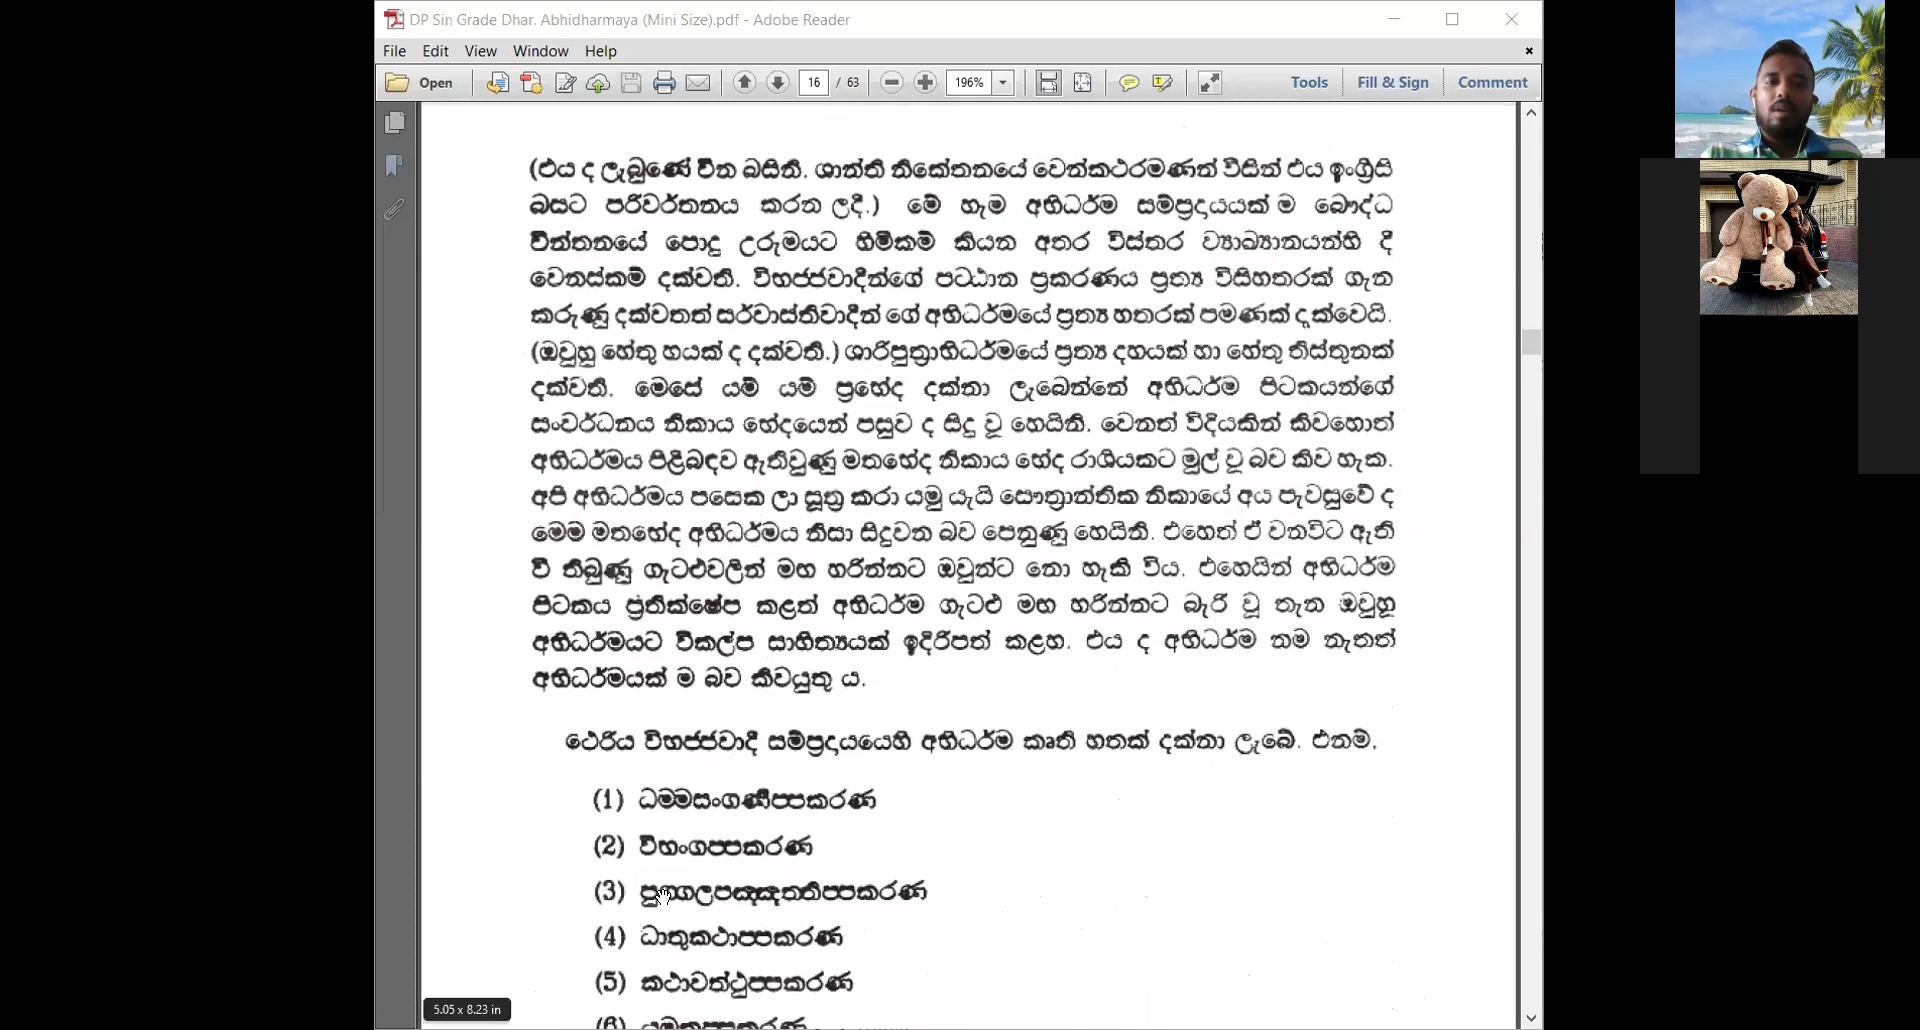 DP Sin Grade Dhar. Abhidharmaya (Mini Size).pdf - Adobe Reader
File Edit View Window Help
Open 16 / 63 196% Tools Fill & Sign Comment
(එය ද ලැබුණේ චීන බසිනි. ශාන්ති නිකේතනයේ වෙන්කථරමණන් විසින් එය ඉංග්‍රීසි
බසට පරිවර්තනය කරන ලදී.) මේ හැම අභිධර්ම සම්ප්‍රදායයක් ම බෞද්ධ
චින්තනයේ පොදු උරුමයට හිමිකම් කියන අතර විස්තර ව්‍යාඛ්‍යානයන්හි දී
වෙනස්කම් දක්වති. විභජ්ජවාදීන්ගේ පට්ඨාන ප්‍රකරණය ප්‍රත්‍ය විසිහතරක් ගැන
කරුණු දක්වතත් සර්වාස්තිවාදීන් ගේ අභිධර්මයේ ප්‍රත්‍ය හතරක් පමණක් දැක්වෙයි.
(ඔවුහු හේතු හයක් ද දක්වති.) ශාරිපුත්‍රාභිධර්මයේ ප්‍රත්‍ය දහයක් හා හේතු තිස්තුනක්
දක්වති. මෙසේ යම් යම් ප්‍රභේද දක්නා ලැබෙන්නේ අභිධර්ම පිටකයන්ගේ
සංවර්ධනය නිකාය භේදයෙන් පසුව ද සිදු වූ හෙයිනි. වෙනත් විදියකින් කිවහොත්
අභිධර්මය පිළිබඳව ඇතිවුණු මතභේද නිකාය භේද රාශියකට මුල් වූ බව කිව හැක.
අපි අභිධර්මය පසෙක ලා සූත්‍ර කරා යමු යැයි සෞත්‍රාන්තික නිකායේ අය පැවසුවේ ද
මෙම මතභේද අභිධර්මය නිසා සිදුවන බව පෙනුණු හෙයිනි. එහෙත් ඒ වනවිට ඇති
වී තිබුණු ගැටළුවලින් මඟ හරින්නට ඔවුන්ට නො හැකි විය. එහෙයින් අභිධර්ම
පිටකය ප්‍රතික්ෂේප කළත් අභිධර්ම ගැටළු මඟ හරින්නට බැරි වූ තැන ඔවුහු
අභිධර්මයට විකල්ප සාහිත්‍යයක් ඉදිරිපත් කළහ. එය ද අභිධර්ම නම නැතත්
අභිධර්මයක් ම බව කිවයුතු ය.
ථෙරිය විභජ්ජවාදී සම්ප්‍රදායයෙහි අභිධර්ම කෘති හතක් දක්නා ලැබේ. එනම්,
(1) ධම්මසංගණිප්පකරණ
(2) විභංගප්පකරණ
(3) පුග්ගලපඤ්ඤත්තිප්පකරණ
(4) ධාතුකථාප්පකරණ
(5) කථාවත්ථුප්පකරණ
(6) යමකප්පකරණ
5.05 x 8.23 in